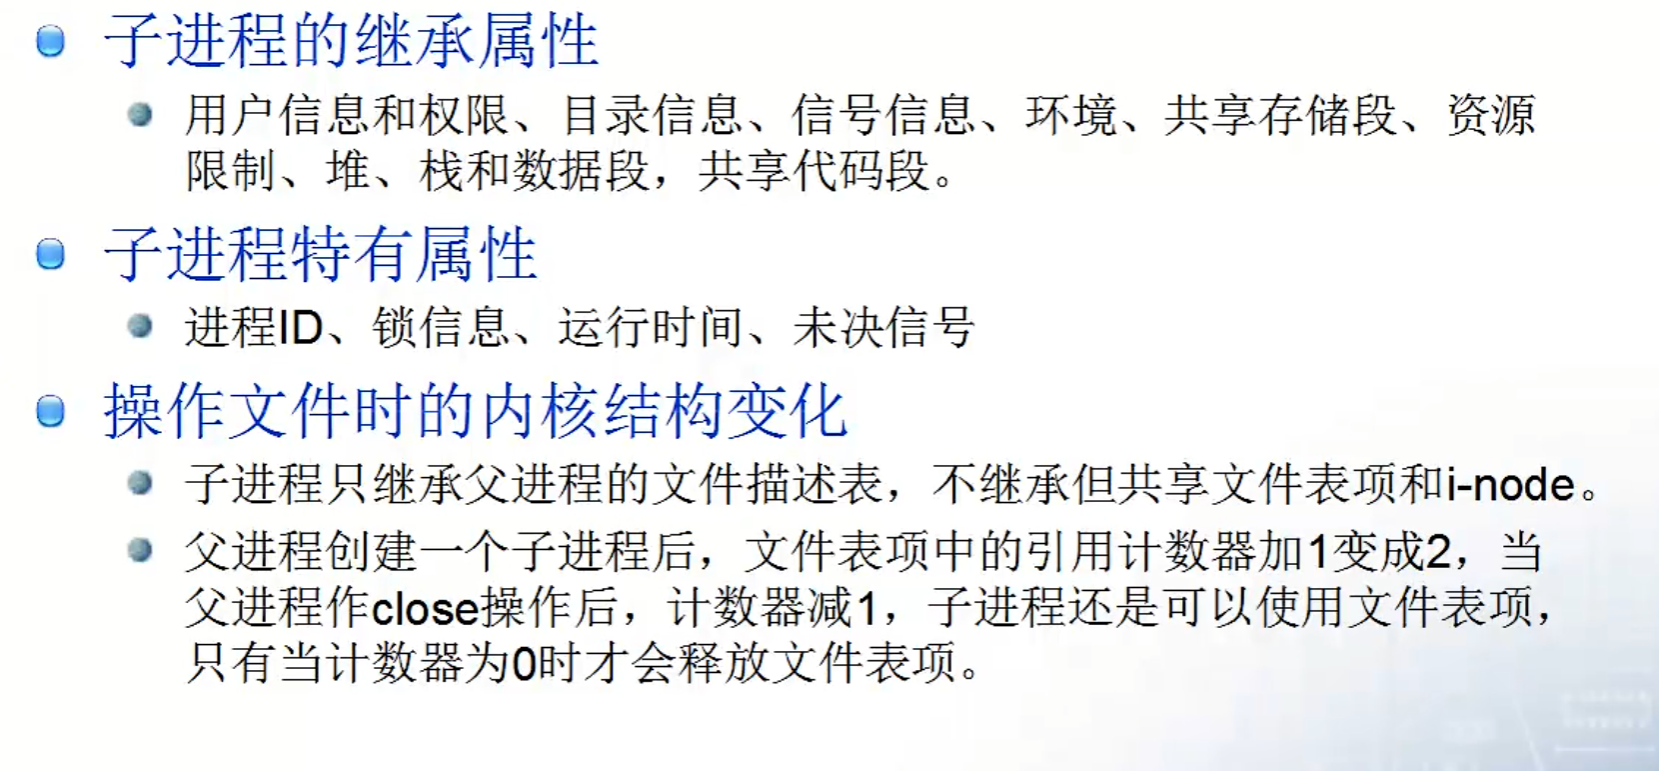 子进程的继承属性
用户信息和权限、目录信息、信号信息、环境、共享存储段、资源
限制、堆、栈和数据段，共享代码段。
子进程特有属性
进程ID、锁信息、运行时间、未决信号
操作文件时的内核结构变化
子进程只继承父进程的文件描述表，不继承但共享文件表项和i-node。
父进程创建一个子进程后，文件表项中的引用计数器加1变成2，当
父进程作close操作后，计数器减1，子进程还是可以使用文件表项，
只有当计数器为0时才会释放文件表项。